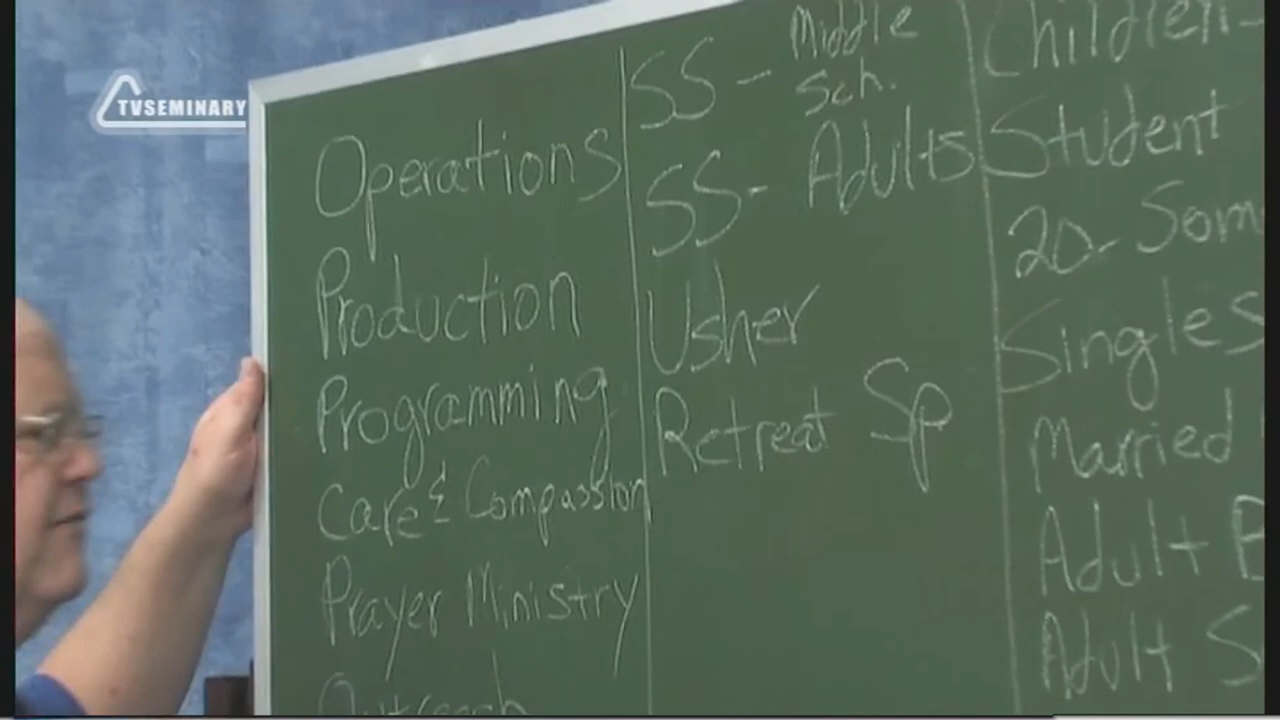 TVSEMINARY
Operations
Production
Programming
Care & Compassion
Prayer Ministry
Outreach
SS - Middle
Sch.
SS - Adults
Usher
Retreat Sp
Children-
Student
20-Som
Singles
Married
Adult E
Adult S